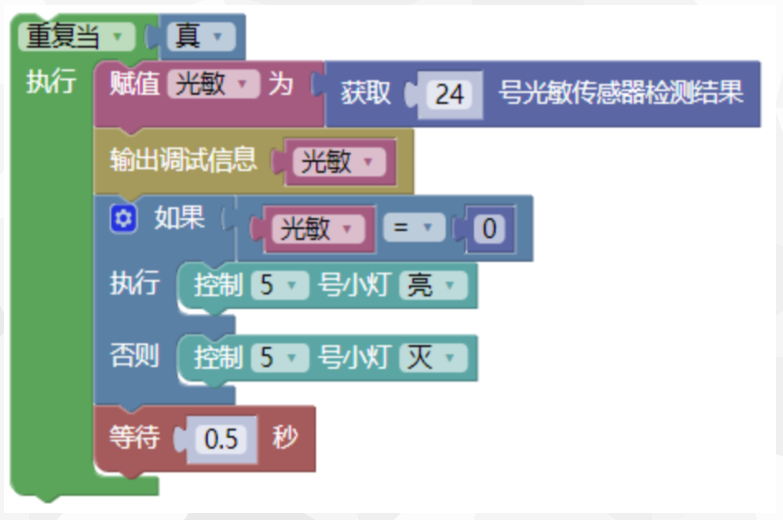 重复当 真
执行 赋值 光敏 为 获取 24 号光敏传感器检测结果
输出调试信息 光敏
如果 光敏 = 0
执行 控制 5 号小灯 亮
否则 控制 5 号小灯 灭
等待 0.5 秒